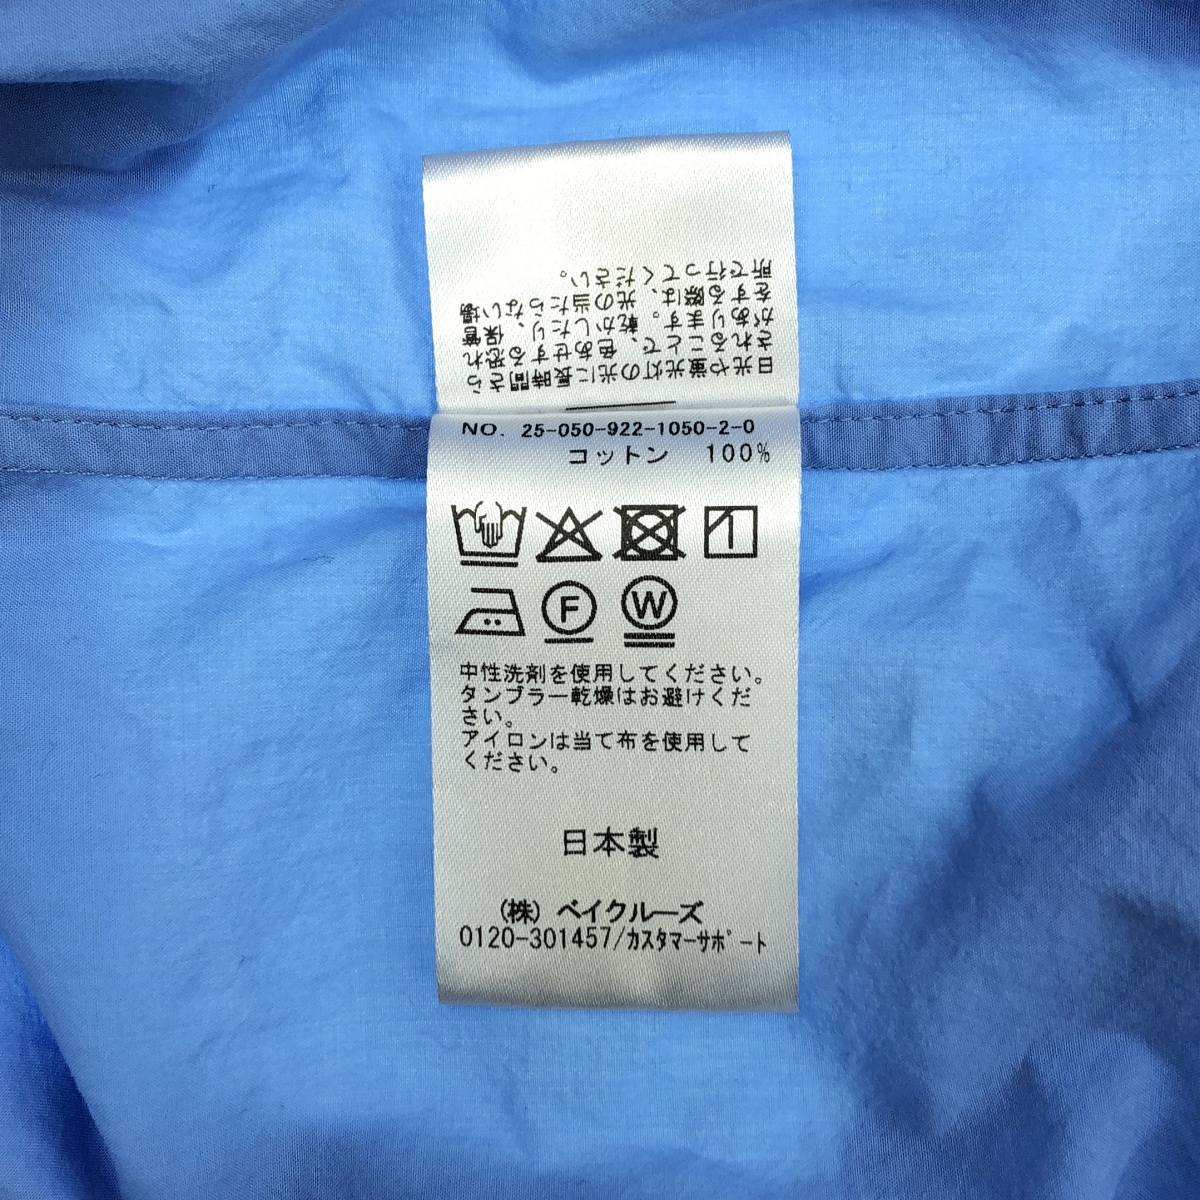 日光や蛍光灯の光に長時間さら
されることで、色あせする恐れ
があります。乾かしたり、保管
をする際は、光の当たらない場
所で行ってください。
NO. 25-050-922-1050-2-0
コットン 100%
F W
中性洗剤を使用してください。
タンブラー乾燥はお避けくだ
さい。
アイロンは当て布を使用して
ください。
日本製
(株) ベイクルーズ
0120-301457/カスタマーサポート